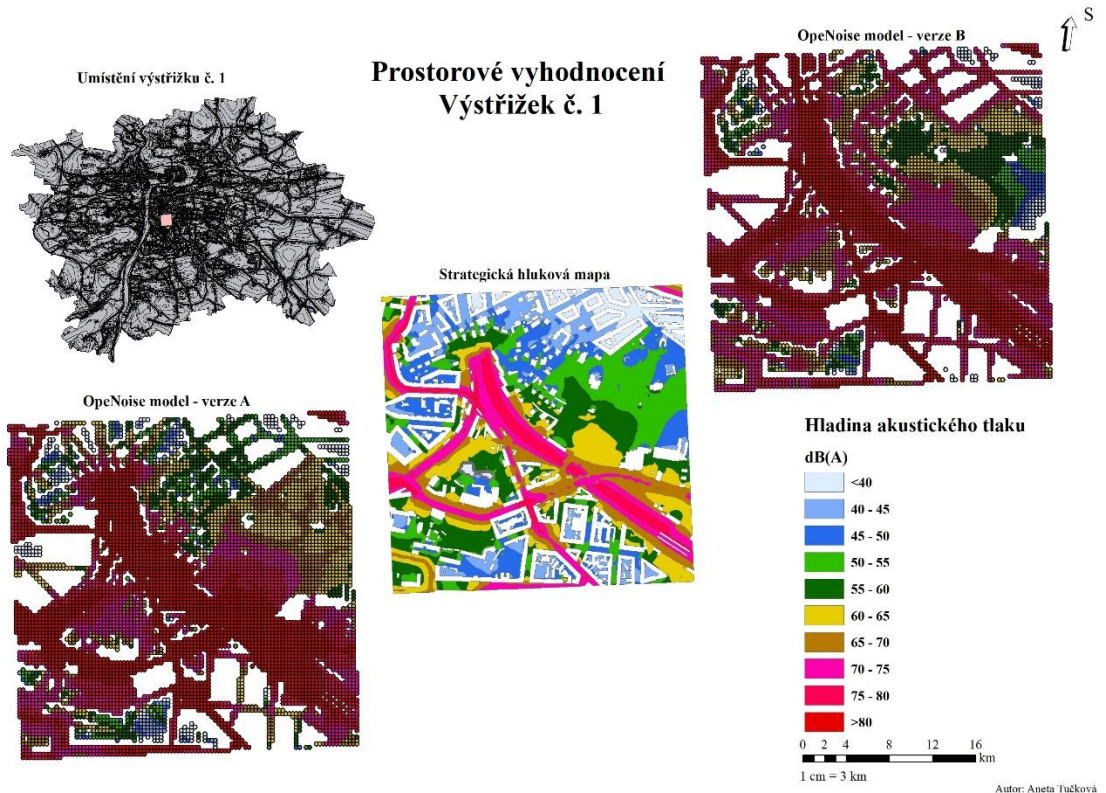 Prostorové vyhodnocení
Výstřižek č. 1
Umístění výstřižku č. 1
OpeNoise model - verze B
S
Strategická hluková mapa
OpeNoise model - verze A
Hladina akustického tlaku
dB(A)
<40
40 - 45
45 - 50
50 - 55
55 - 60
60 - 65
65 - 70
70 - 75
75 - 80
>80
0 2 4 8 12 16
km
1 cm = 3 km
Autor: Aneta Tučková